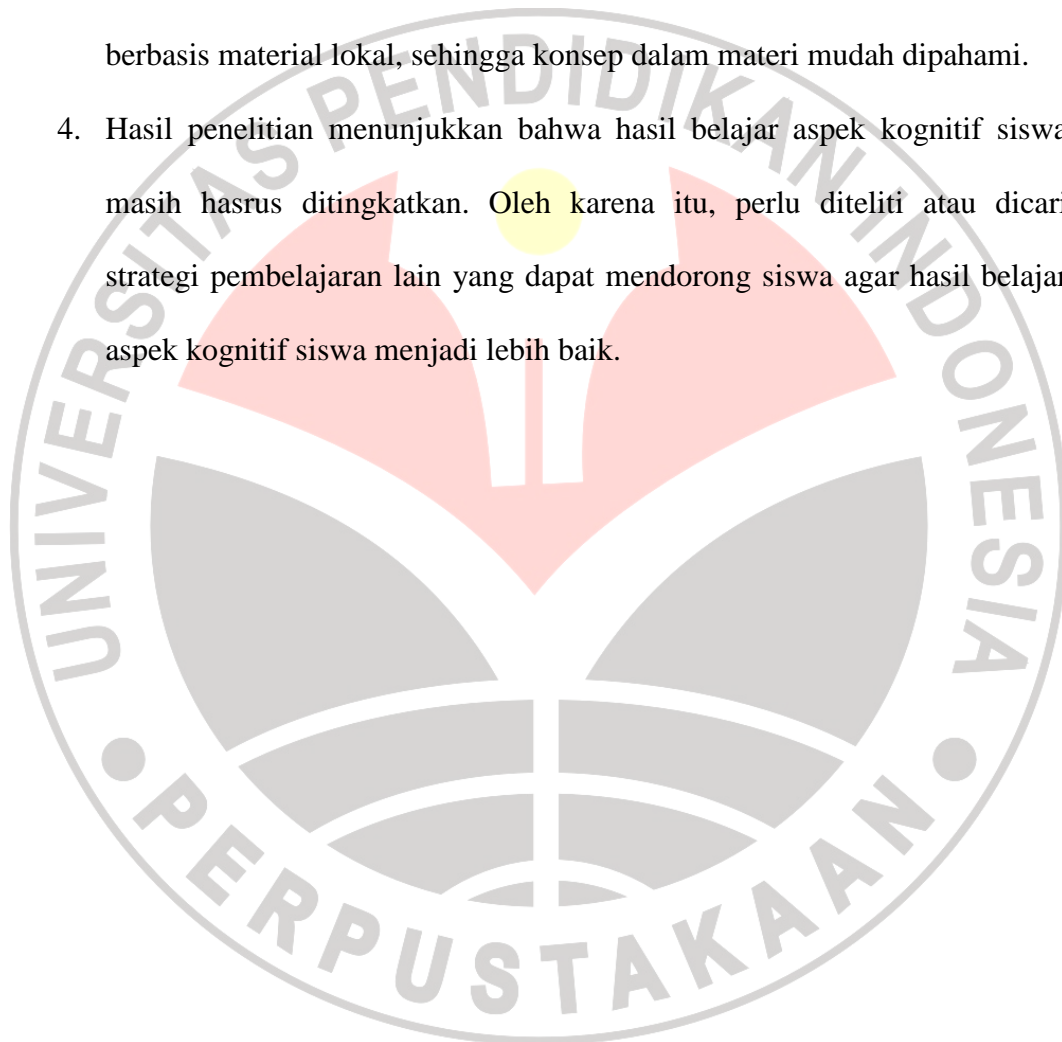 berbasis material lokal, sehingga konsep dalam materi mudah dipahami.
4. Hasil penelitian menunjukkan bahwa hasil belajar aspek kognitif siswa
masih hasrus ditingkatkan. Oleh karena itu, perlu diteliti atau dicari
strategi pembelajaran lain yang dapat mendorong siswa agar hasil belajar
aspek kognitif siswa menjadi lebih baik.
UNIVERSITAS PENDIDIKAN INDONESIA
PERPUSTAKAAN